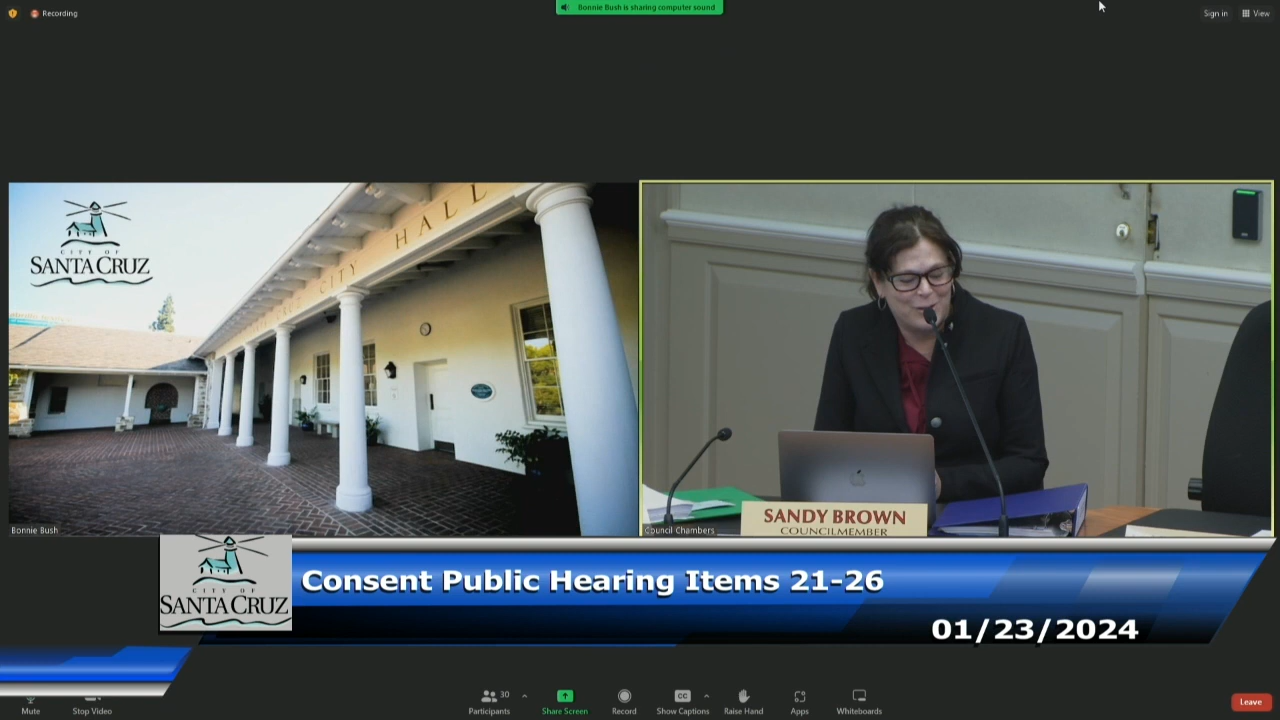 Recording
Bonnie Bush is sharing computer sound
Sign in
View
CITY OF
SANTA CRUZ
CITY HALL
Bonnie Bush
SANDY BROWN
COUNCILMEMBER
Council Chambers
CITY OF
SANTA CRUZ
Consent Public Hearing Items 21-26
01/23/2024
Mute
Stop Video
Participants
30
Share Screen
Record
CC
Show Captions
Raise Hand
Apps
Whiteboards
Leave